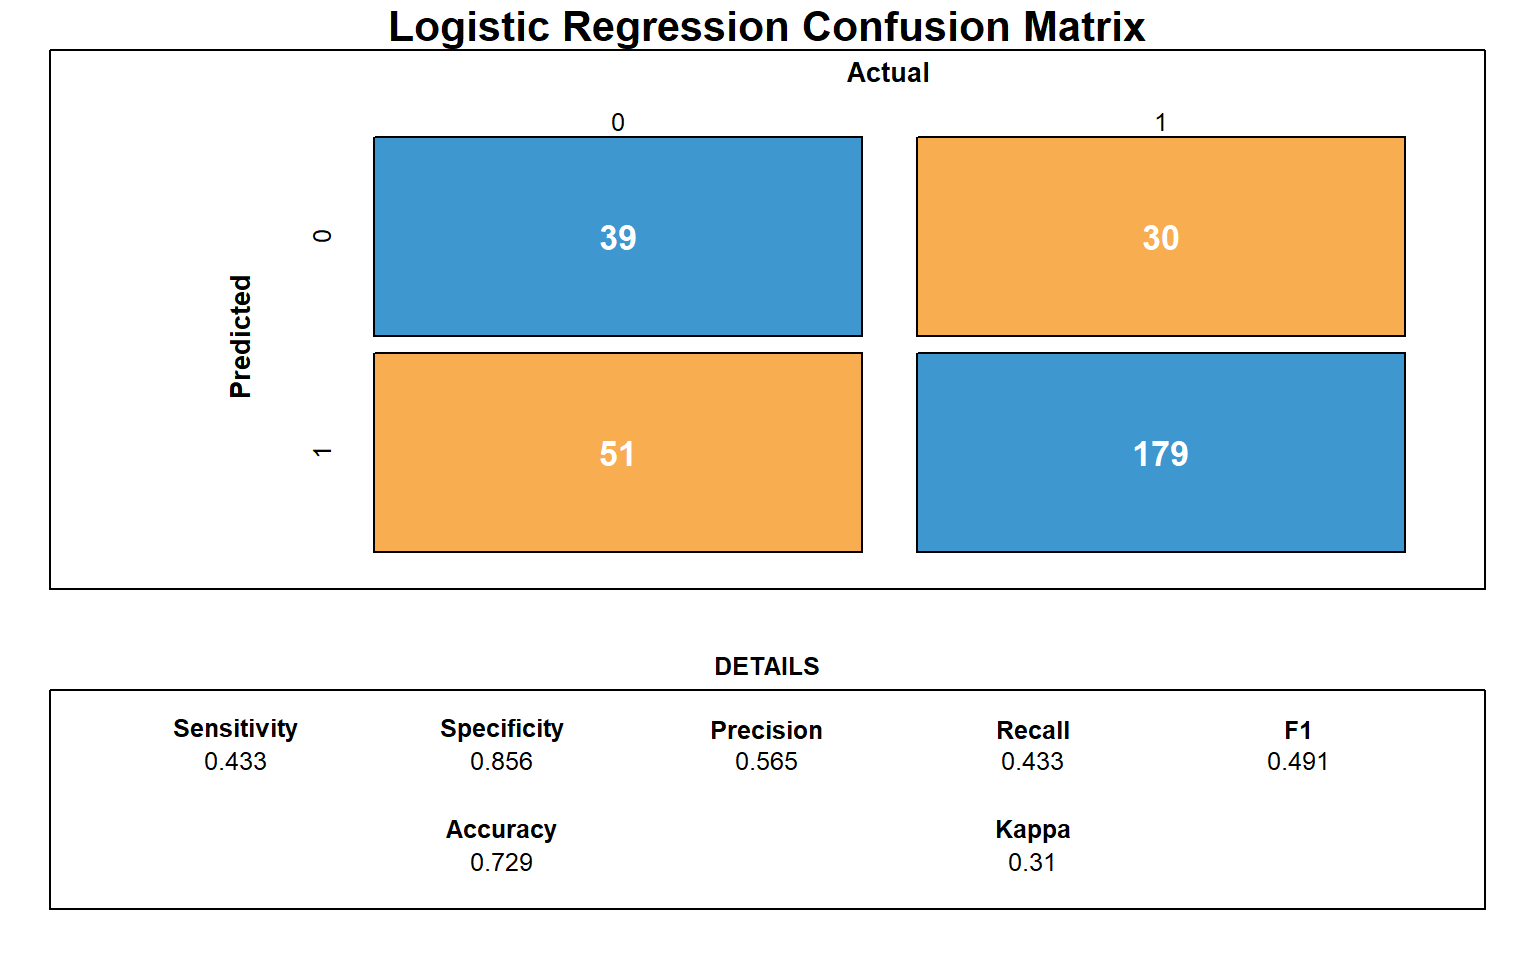 Logistic Regression Confusion Matrix
Actual
0 1
0 39 30
Predicted
1 51 179
DETAILS
Sensitivity Specificity Precision Recall F1
0.433 0.856 0.565 0.433 0.491
Accuracy Kappa
0.729 0.31